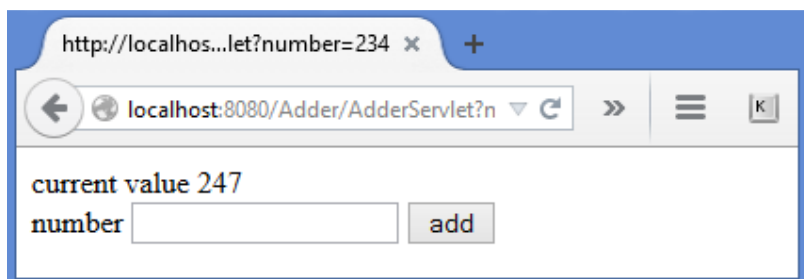 http://localhos...let?number=234
localhost:8080/Adder/AdderServlet?n
K
current value 247
number add